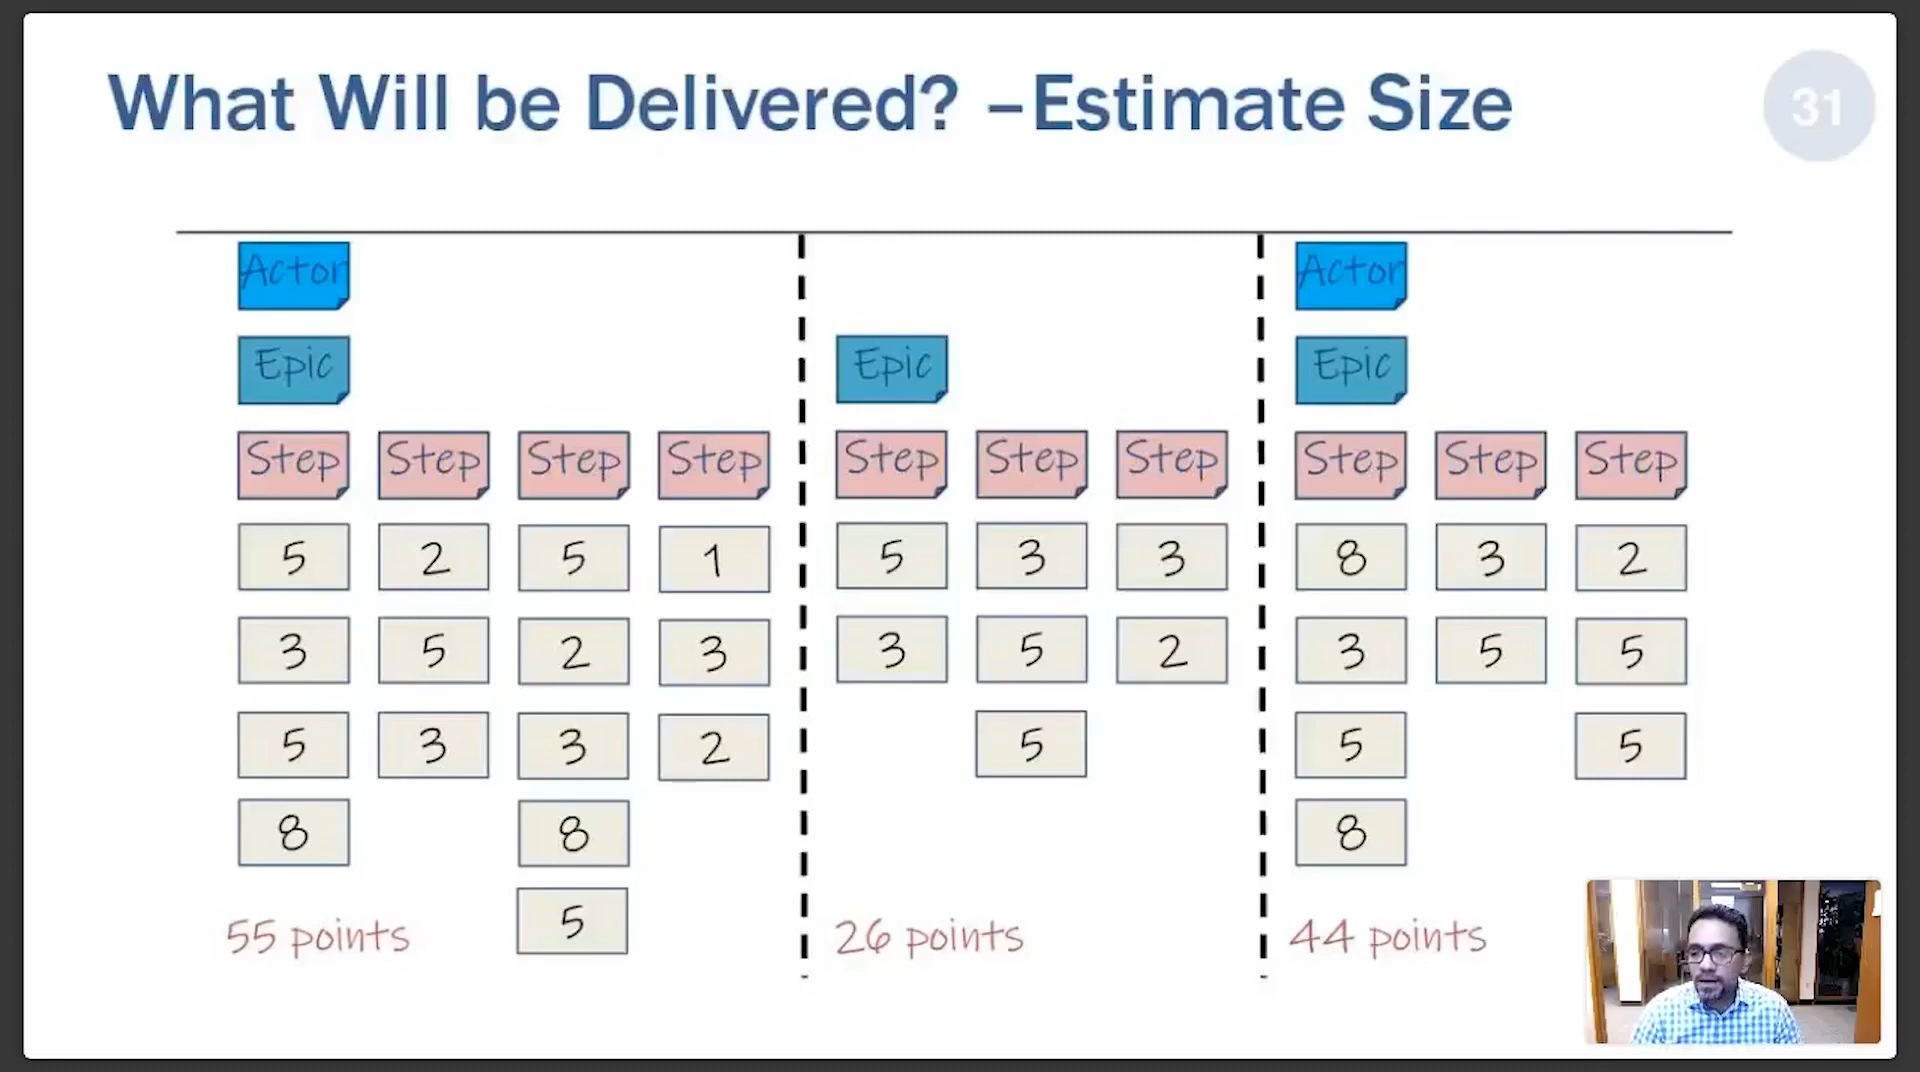 What Will be Delivered? –Estimate Size
31
Actor Actor
Epic Epic Epic
Step Step Step Step Step Step Step Step Step Step
5 2 5 1 5 3 3 8 3 2
3 5 2 3 3 5 2 3 5 5
5 3 3 2 5 5 5
8 8 8
5
55 points 26 points 44 points